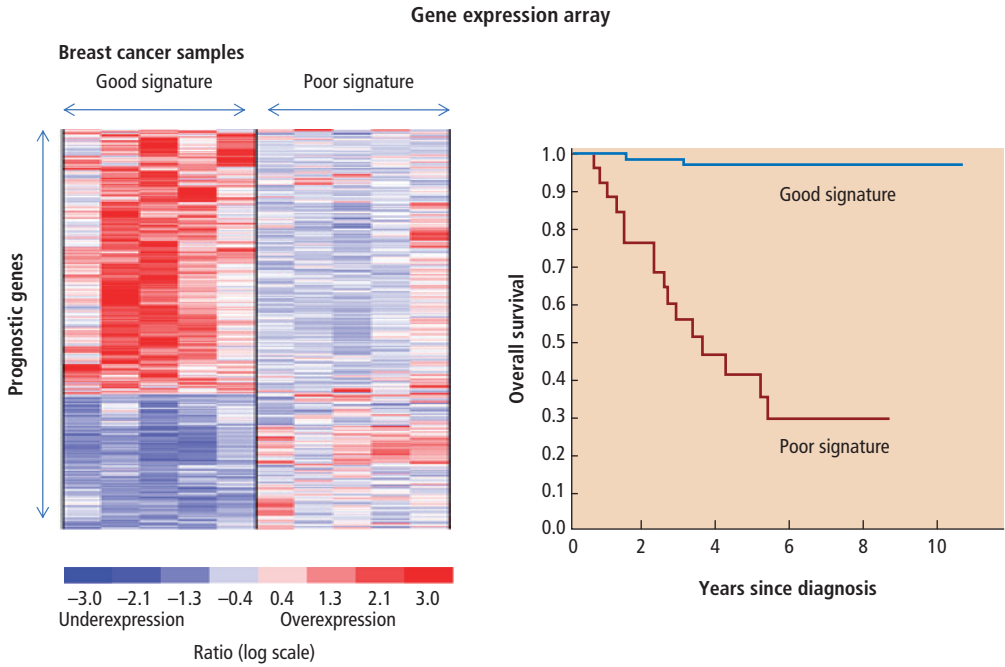 Gene expression array
Breast cancer samples
Good signature
Poor signature
Prognostic genes
−3.0 −2.1 −1.3 −0.4 0.4 1.3 2.1 3.0
Underexpression Overexpression
Ratio (log scale)
Overall survival
1.0
0.9
0.8
0.7
0.6
0.5
0.4
0.3
0.2
0.1
0.0
Good signature
Poor signature
0 2 4 6 8 10
Years since diagnosis